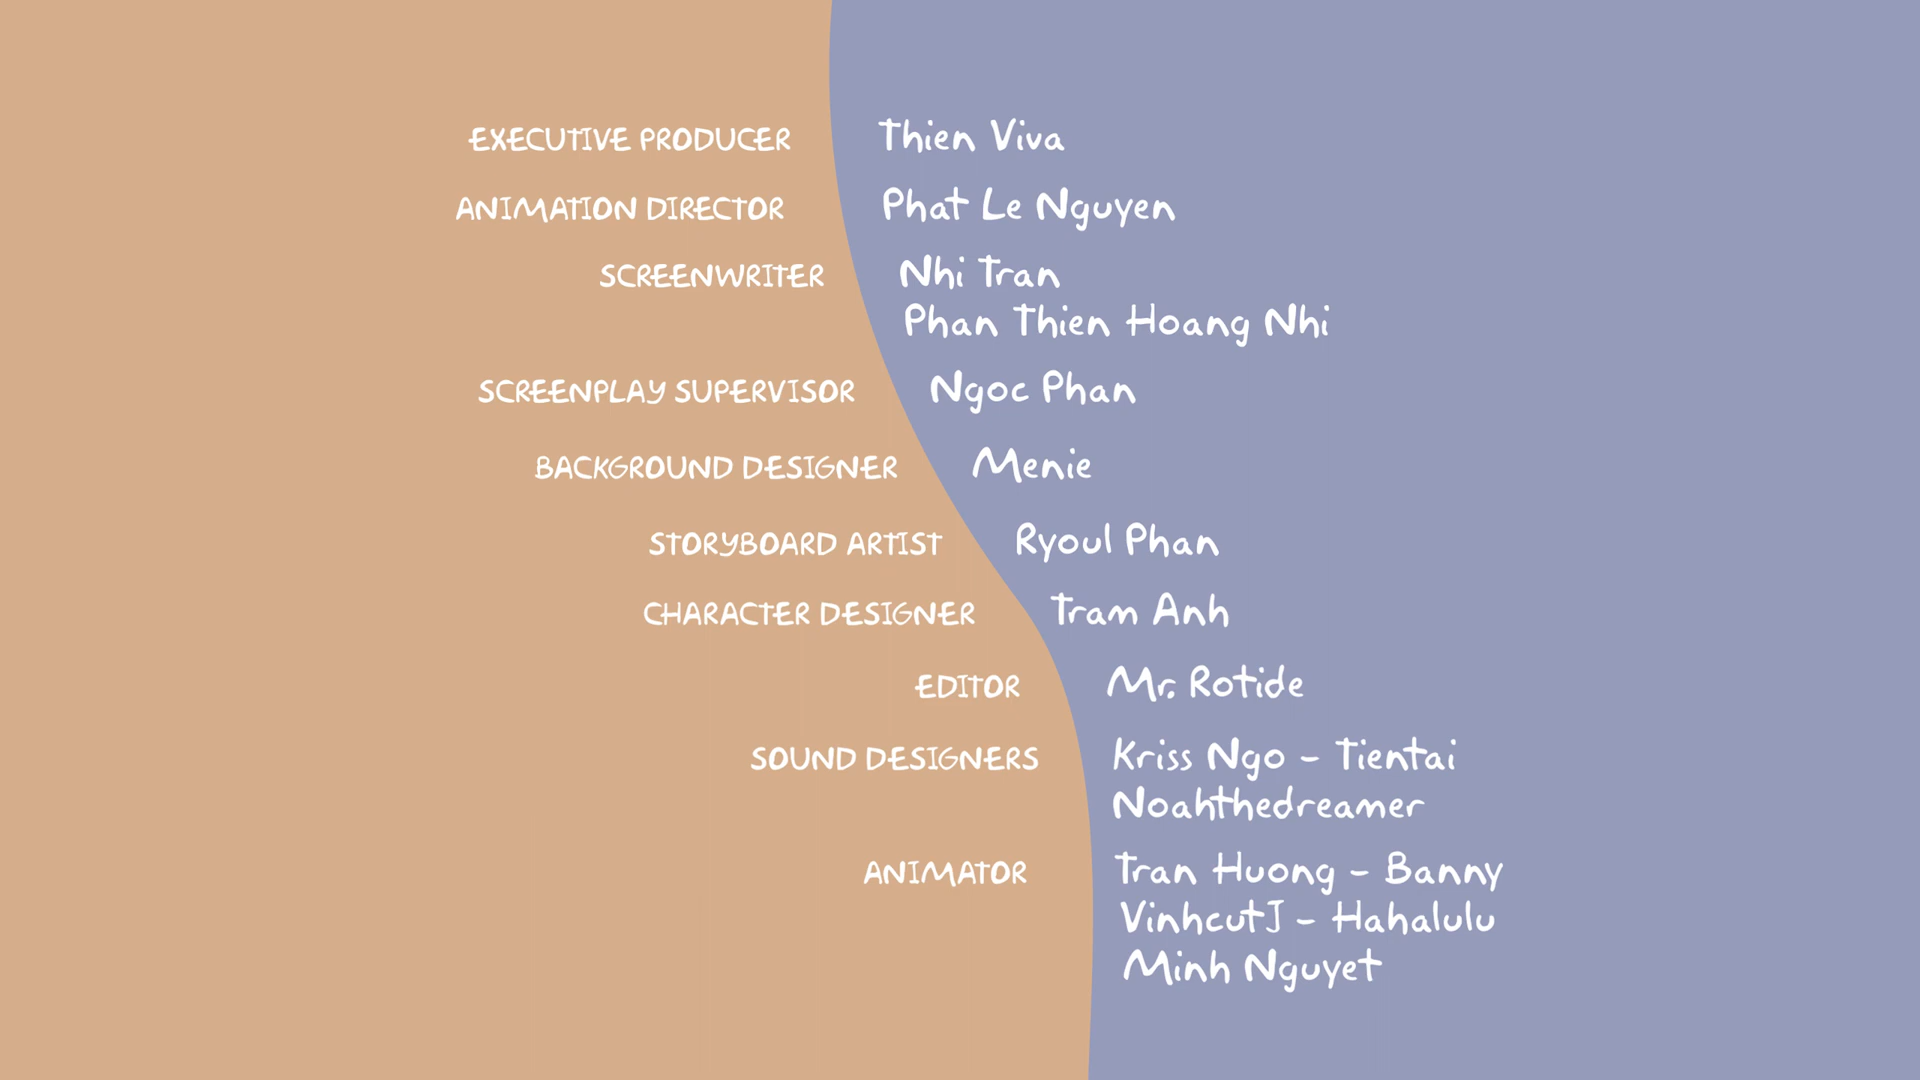 EXECUTIVE PRODUCER Thien Viva
ANIMATION DIRECTOR Phat Le Nguyen
SCREENWRITER Nhi Tran
Phan Thien Hoang Nhi
SCREENPLAY SUPERVISOR Ngoc Phan
BACKGROUND DESIGNER Menie
STORYBOARD ARTIST Ryoul Phan
CHARACTER DESIGNER Tram Anh
EDITOR Mr. Rotide
SOUND DESIGNERS Kriss Ngo - Tientai
Noahthedreamer
ANIMATOR Tran Huong - Banny
VinhcutJ - Hahalulu
Minh Nguyet